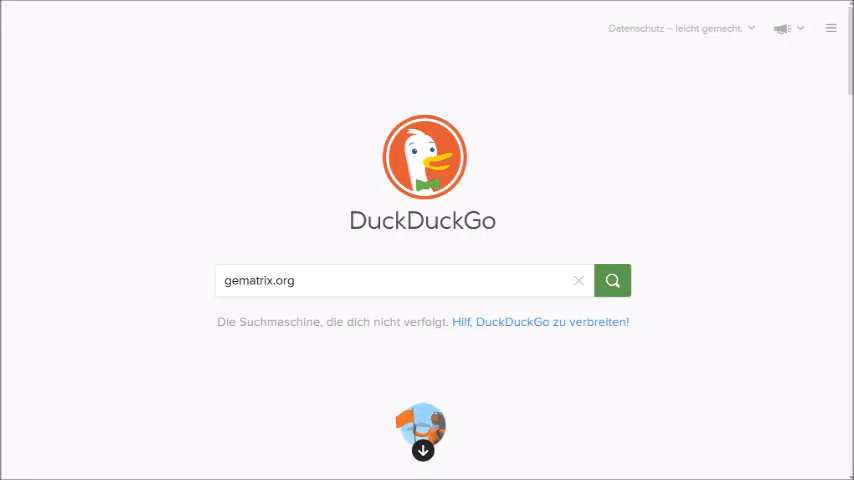 Datenschutz – leicht gemacht.
DuckDuckGo
gematrix.org
Die Suchmaschine, die dich nicht verfolgt. Hilf, DuckDuckGo zu verbreiten!